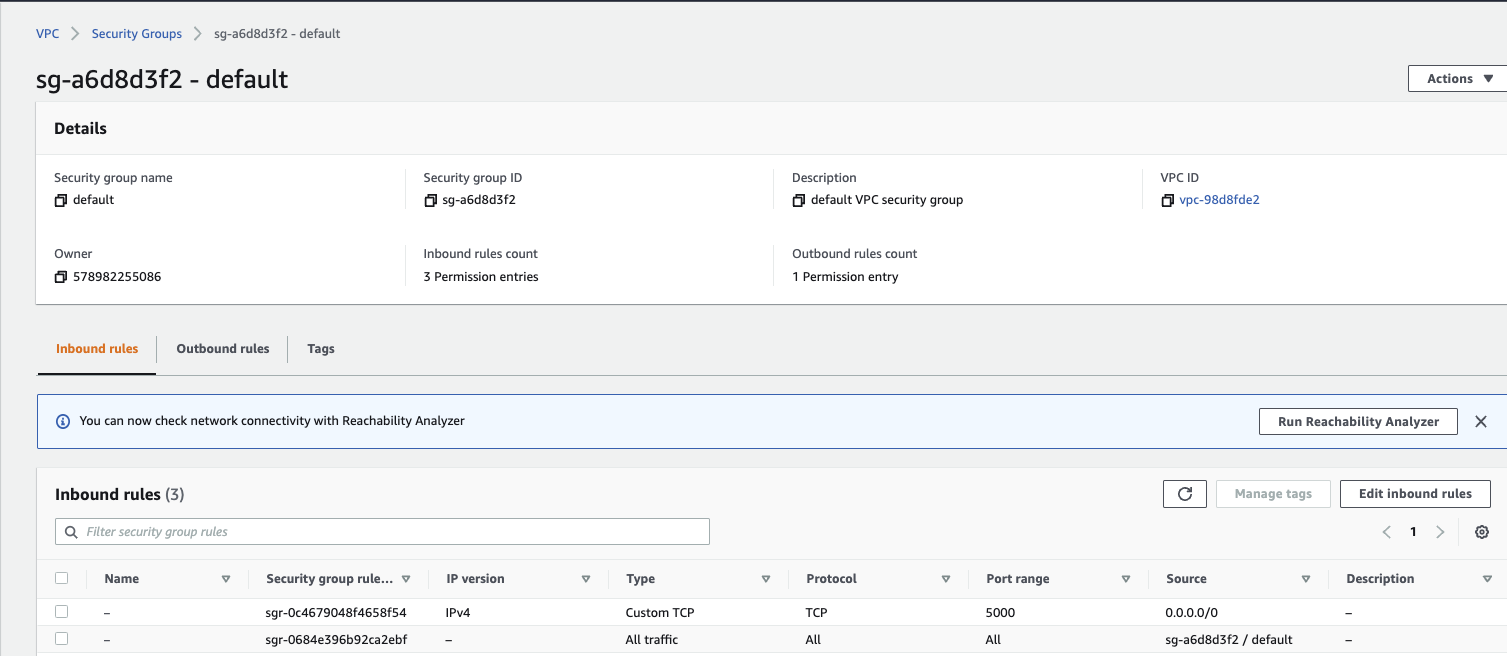 VPC > Security Groups > sg-a6d8d3f2 - default
sg-a6d8d3f2 - default
Actions ▼
Details
Security group name
default
Security group ID
sg-a6d8d3f2
Description
default VPC security group
VPC ID
vpc-98d8fde2
Owner
578982255086
Inbound rules count
3 Permission entries
Outbound rules count
1 Permission entry
Inbound rules Outbound rules Tags
You can now check network connectivity with Reachability Analyzer
Run Reachability Analyzer
Inbound rules (3)
Manage tags Edit inbound rules
Filter security group rules
1
Name Security group rule... IP version Type Protocol Port range Source Description
– sgr-0c4679048f4658f54 IPv4 Custom TCP TCP 5000 0.0.0.0/0 –
– sgr-0684e396b92ca2ebf – All traffic All All sg-a6d8d3f2 / default –